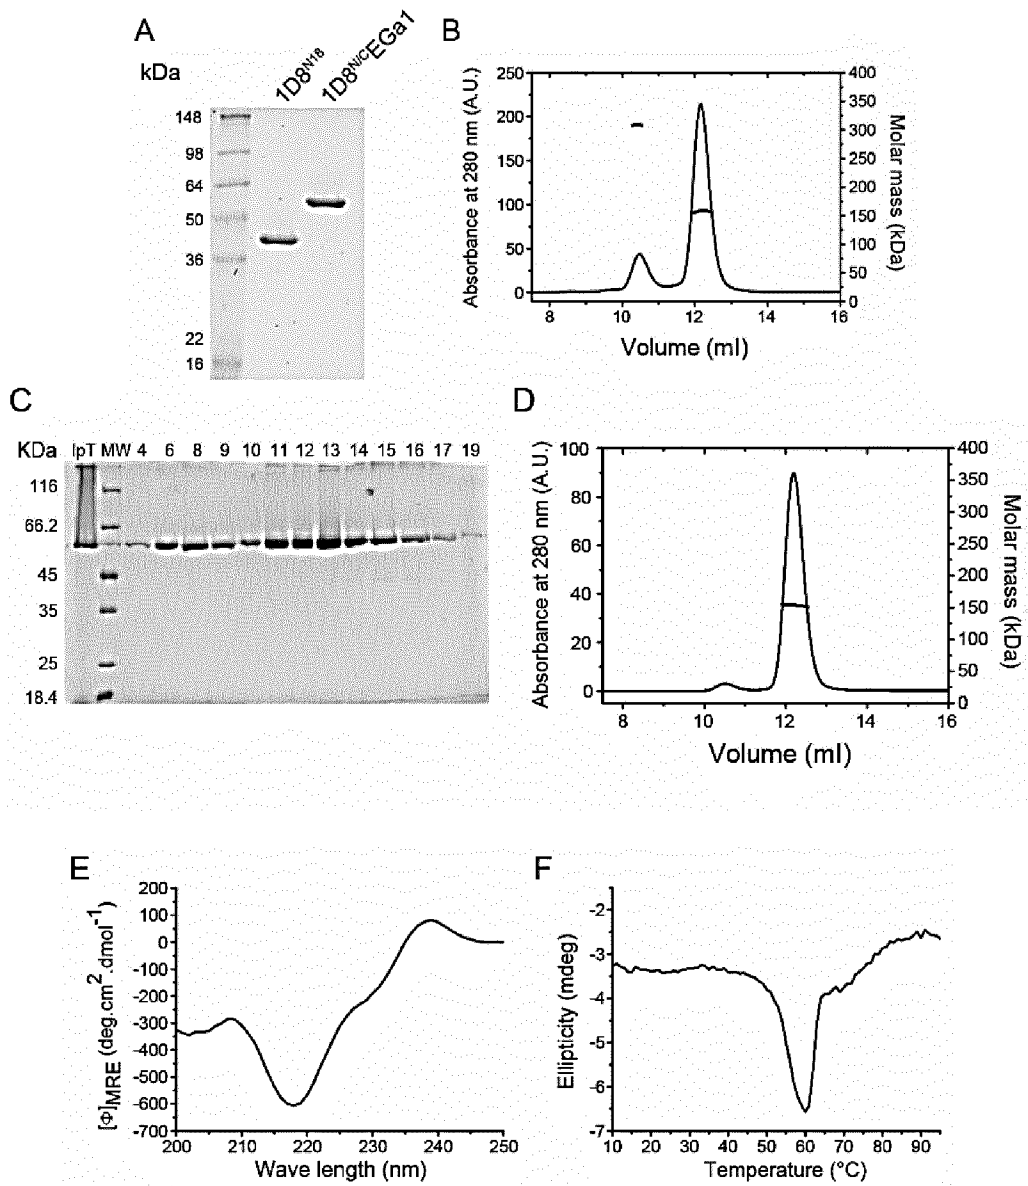 A
kDa
1D8N18
1D8N/CEGa1
148
98
64
50
36
22
16
B
Absorbance at 280 nm (A.U.)
250
200
150
100
50
0
8 10 12 14 16
Volume (ml)
400
350
300
250
200
150
100
50
0
Molar mass (kDa)
C
KDa IpT MW 4 6 8 9 10 11 12 13 14 15 16 17 19
116
66.2
45
35
25
18.4
D
Absorbance at 280 nm (A.U.)
100
80
60
40
20
0
8 10 12 14 16
Volume (ml)
400
350
300
250
200
150
100
50
0
Molar mass (kDa)
E
[Φ]MRE (deg.cm2.dmol-1)
200
100
0
-100
-200
-300
-400
-500
-600
-700
200 210 220 230 240 250
Wave length (nm)
F
Ellipticity (mdeg)
-2
-3
-4
-5
-6
-7
10 20 30 40 50 60 70 80 90
Temperature (°C)